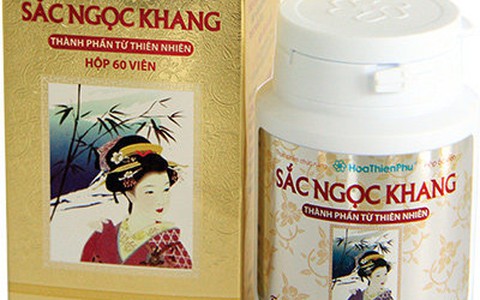 SẮC NGỌC KHANG
THÀNH PHẦN TỪ THIÊN NHIÊN
HỘP 60 VIÊN
HoaThienPhu
SẮC NGỌC KHANG
THÀNH PHẦN TỪ THIÊN NHIÊN